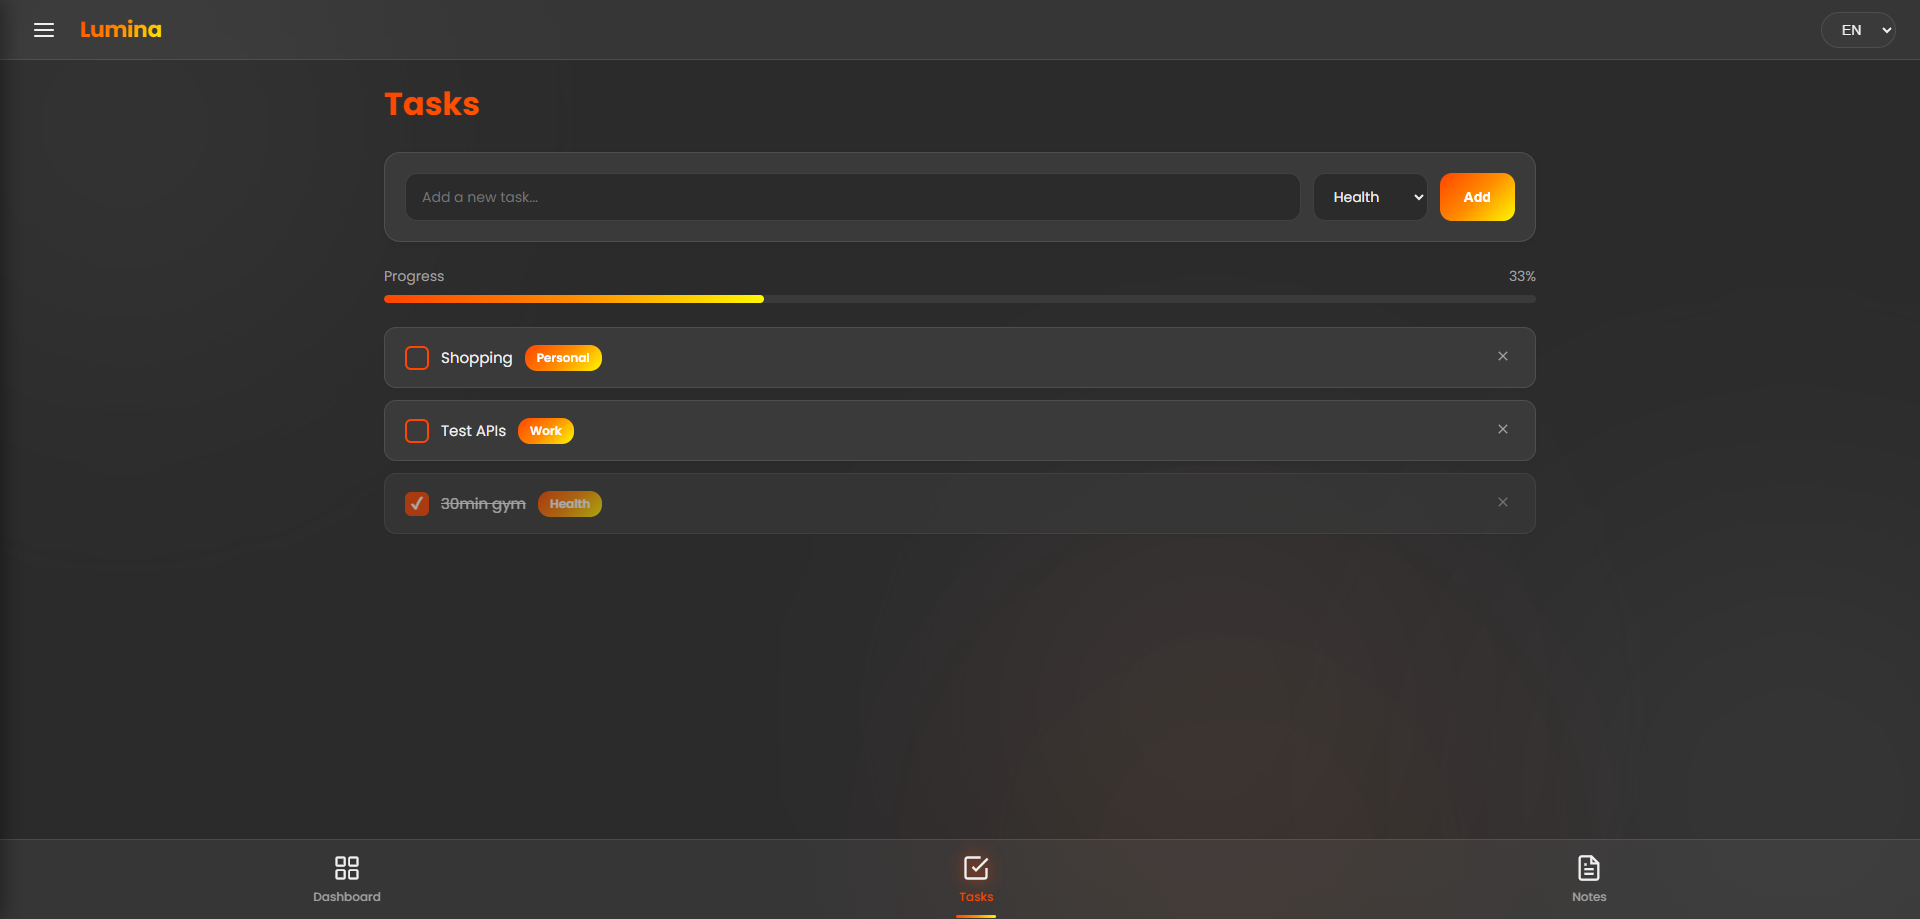 Lumina
EN
Tasks
Add a new task...
Health
Add
Progress
33%
Shopping
Personal
Test APIs
Work
30min gym
Health
Dashboard
Tasks
Notes